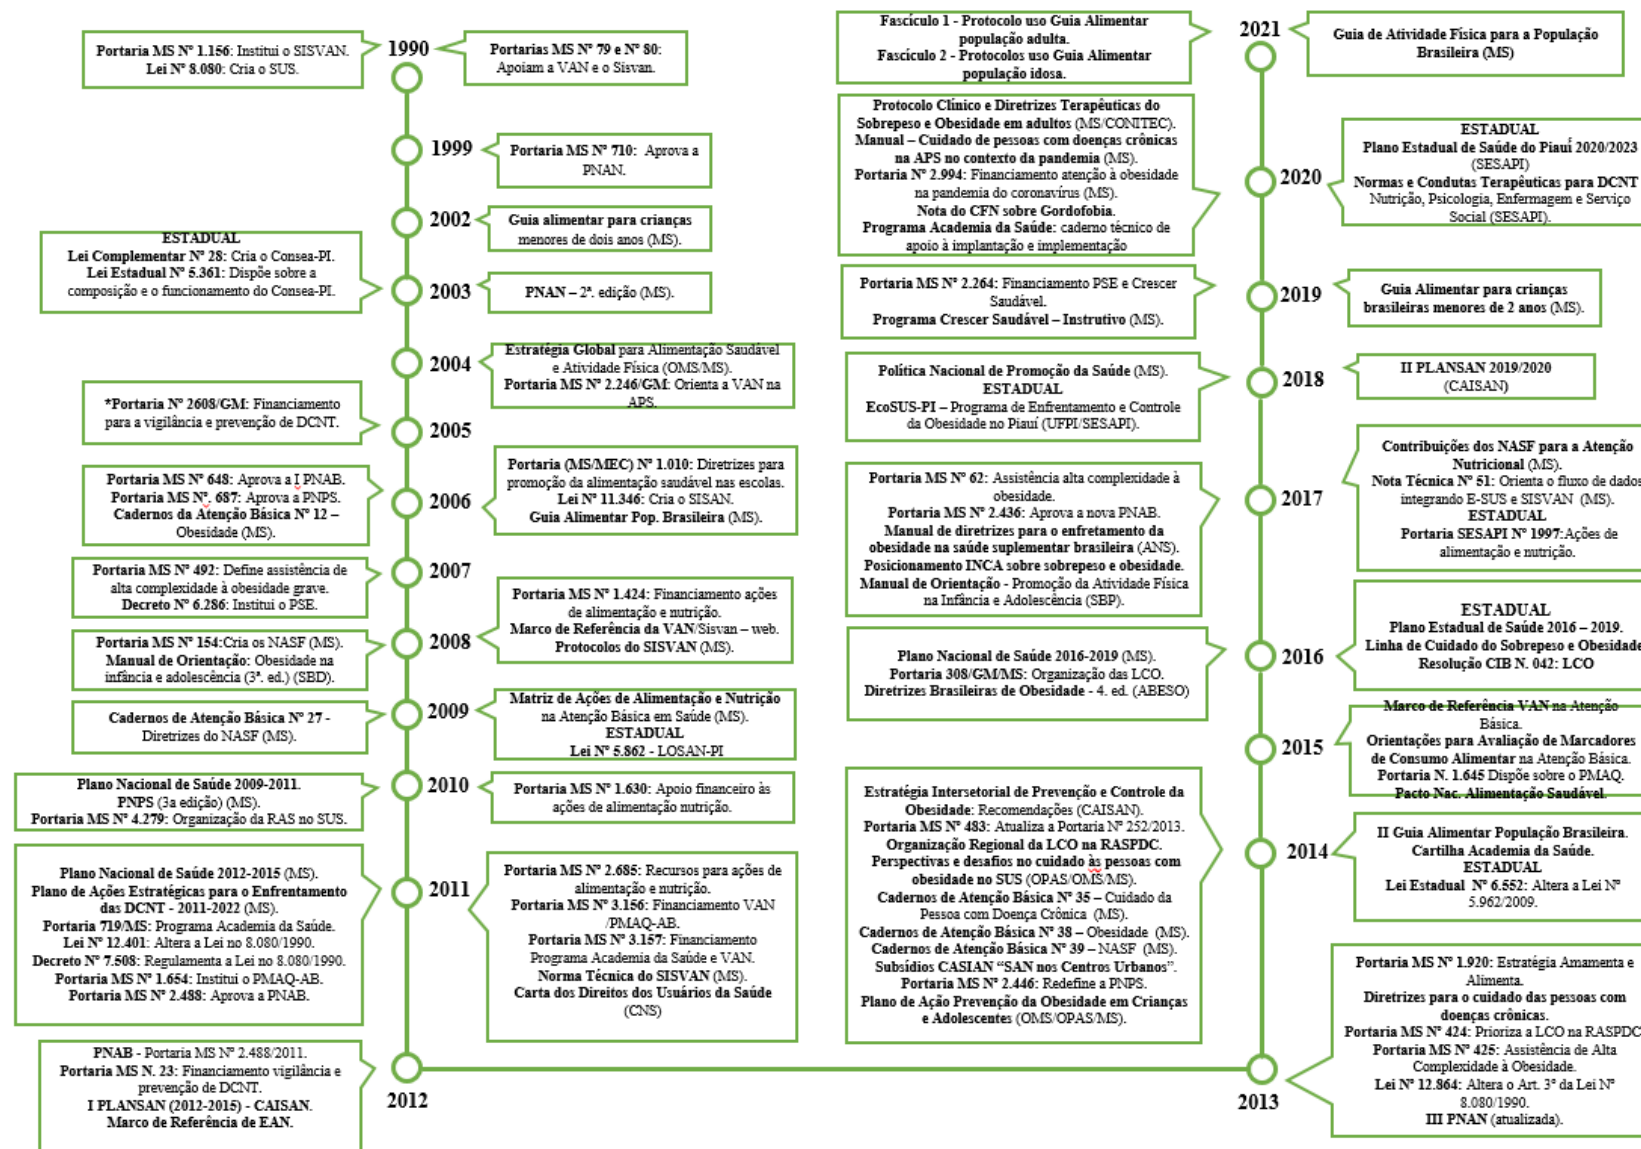 1990
Portaria MS Nº 1.156: Institui o SISVAN.
Lei Nº 8.080: Cria o SUS.
Portarias MS Nº 79 e Nº 80:
Apoiam a VAN e o Sisvan.
1999
Portaria MS Nº 710: Aprova a
PNAN.
2002
Guia alimentar para crianças
menores de dois anos (MS).
ESTADUAL
Lei Complementar Nº 28: Cria o Consea-PI.
Lei Estadual Nº 5.361: Dispõe sobre a
composição e o funcionamento do Consea-PI.
2003
PNAN – 2ª. edição (MS).
2004
Estratégia Global para Alimentação Saudável
e Atividade Física (OMS/MS).
Portaria MS Nº 2.246/GM: Orienta a VAN na
APS.
*Portaria Nº 2608/GM: Financiamento
para a vigilância e prevenção de DCNT.
2005
Portaria MS Nº 648: Aprova a I PNAB.
Portaria MS Nº. 687: Aprova a PNPS.
Cadernos da Atenção Básica Nº 12 –
Obesidade (MS).
2006
Portaria (MS/MEC) Nº 1.010: Diretrizes para
promoção da alimentação saudável nas escolas.
Lei Nº 11.346: Cria o SISAN.
Guia Alimentar Pop. Brasileira (MS).
Portaria MS Nº 492: Define assistência de
alta complexidade à obesidade grave.
Decreto Nº 6.286: Institui o PSE.
2007
Portaria MS Nº 154:Cria os NASF (MS).
Manual de Orientação: Obesidade na
infância e adolescência (3ª. ed.) (SBD).
2008
Portaria MS Nº 1.424: Financiamento ações
de alimentação e nutrição.
Marco de Referência da VAN/Sisvan – web.
Protocolos do SISVAN (MS).
Cadernos de Atenção Básica Nº 27 -
Diretrizes do NASF (MS).
2009
Matriz de Ações de Alimentação e Nutrição
na Atenção Básica em Saúde (MS).
ESTADUAL
Lei Nº 5.862 - LOSAN-PI
Plano Nacional de Saúde 2009-2011.
PNPS (3a edição) (MS).
Portaria MS Nº 4.279: Organização da RAS no SUS.
2010
Portaria MS Nº 1.630: Apoio financeiro às
ações de alimentação nutrição.
Plano Nacional de Saúde 2012-2015 (MS).
Plano de Ações Estratégicas para o Enfrentamento
das DCNT - 2011-2022 (MS).
Portaria 719/MS: Programa Academia da Saúde.
Lei Nº 12.401: Altera a Lei no 8.080/1990.
Decreto Nº 7.508: Regulamenta a Lei no 8.080/1990.
Portaria MS Nº 1.654: Institui o PMAQ-AB.
Portaria MS Nº 2.488: Aprova a PNAB.
2011
Portaria MS Nº 2.685: Recursos para ações de
alimentação e nutrição.
Portaria MS Nº 3.156: Financiamento VAN
/PMAQ-AB.
Portaria MS Nº 3.157: Financiamento
Programa Academia da Saúde e VAN.
Norma Técnica do SISVAN (MS).
Carta dos Direitos dos Usuários da Saúde
(CNS)
PNAB - Portaria MS Nº 2.488/2011.
Portaria MS N. 23: Financiamento vigilância e
prevenção de DCNT.
I PLANSAN (2012-2015) - CAISAN.
Marco de Referência de EAN.
2012
Fascículo 1 - Protocolo uso Guia Alimentar
população adulta.
Fascículo 2 - Protocolos uso Guia Alimentar
população idosa.
2021
Guia de Atividade Física para a População
Brasileira (MS)
Protocolo Clínico e Diretrizes Terapêuticas do
Sobrepeso e Obesidade em adultos (MS/CONITEC).
Manual – Cuidado de pessoas com doenças crônicas
na APS no contexto da pandemia (MS).
Portaria Nº 2.994: Financiamento atenção à obesidade
na pandemia do coronavírus (MS).
Nota do CFN sobre Gordofobia.
Programa Academia da Saúde: caderno técnico de
apoio à implantação e implementação
2020
ESTADUAL
Plano Estadual de Saúde do Piauí 2020/2023
(SESAPI)
Normas e Condutas Terapêuticas para DCNT
Nutrição, Psicologia, Enfermagem e Serviço
Social (SESAPI).
Portaria MS Nº 2.264: Financiamento PSE e Crescer
Saudável.
Programa Crescer Saudável – Instrutivo (MS).
2019
Guia Alimentar para crianças
brasileiras menores de 2 anos (MS).
Política Nacional de Promoção da Saúde (MS).
ESTADUAL
EcoSUS-PI – Programa de Enfrentamento e Controle
da Obesidade no Piauí (UFPI/SESAPI).
2018
II PLANSAN 2019/2020
(CAISAN)
Portaria MS Nº 62: Assistência alta complexidade à
obesidade.
Portaria MS Nº 2.436: Aprova a nova PNAB.
Manual de diretrizes para o enfretamento da
obesidade na saúde suplementar brasileira (ANS).
Posicionamento INCA sobre sobrepeso e obesidade.
Manual de Orientação - Promoção da Atividade Física
na Infância e Adolescência (SBP).
2017
Contribuições dos NASF para a Atenção
Nutricional (MS).
Nota Técnica Nº 51: Orienta o fluxo de dados
integrando E-SUS e SISVAN (MS).
ESTADUAL
Portaria SESAPI Nº 1997:Ações de
alimentação e nutrição.
Plano Nacional de Saúde 2016-2019 (MS).
Portaria 308/GM/MS: Organização das LCO.
Diretrizes Brasileiras de Obesidade - 4. ed. (ABESO)
2016
ESTADUAL
Plano Estadual de Saúde 2016 – 2019.
Linha de Cuidado do Sobrepeso e Obesidade
Resolução CIB N. 042: LCO
2015
Marco de Referência VAN na Atenção
Básica.
Orientações para Avaliação de Marcadores
de Consumo Alimentar na Atenção Básica.
Portaria N. 1.645 Dispõe sobre o PMAQ.
Pacto Nac. Alimentação Saudável.
Estratégia Intersetorial de Prevenção e Controle da
Obesidade: Recomendações (CAISAN).
Portaria MS Nº 483: Atualiza a Portaria Nº 252/2013.
Organização Regional da LCO na RASPDC.
Perspectivas e desafios no cuidado às pessoas com
obesidade no SUS (OPAS/OMS/MS).
Cadernos de Atenção Básica Nº 35 – Cuidado da
Pessoa com Doença Crônica (MS).
Cadernos de Atenção Básica Nº 38 – Obesidade (MS).
Cadernos de Atenção Básica Nº 39 – NASF (MS).
Subsídios CASIAN “SAN nos Centros Urbanos”.
Portaria MS Nº 2.446: Redefine a PNPS.
Plano de Ação Prevenção da Obesidade em Crianças
e Adolescentes (OMS/OPAS/MS).
2014
II Guia Alimentar População Brasileira.
Cartilha Academia da Saúde.
ESTADUAL
Lei Estadual Nº 6.552: Altera a Lei Nº
5.962/2009.
2013
Portaria MS Nº 1.920: Estratégia Amamenta e
Alimenta.
Diretrizes para o cuidado das pessoas com
doenças crônicas.
Portaria MS Nº 424: Prioriza a LCO na RASPDC
Portaria MS Nº 425: Assistência de Alta
Complexidade à Obesidade.
Lei Nº 12.864: Altera o Art. 3º da Lei Nº
8.080/1990.
III PNAN (atualizada).